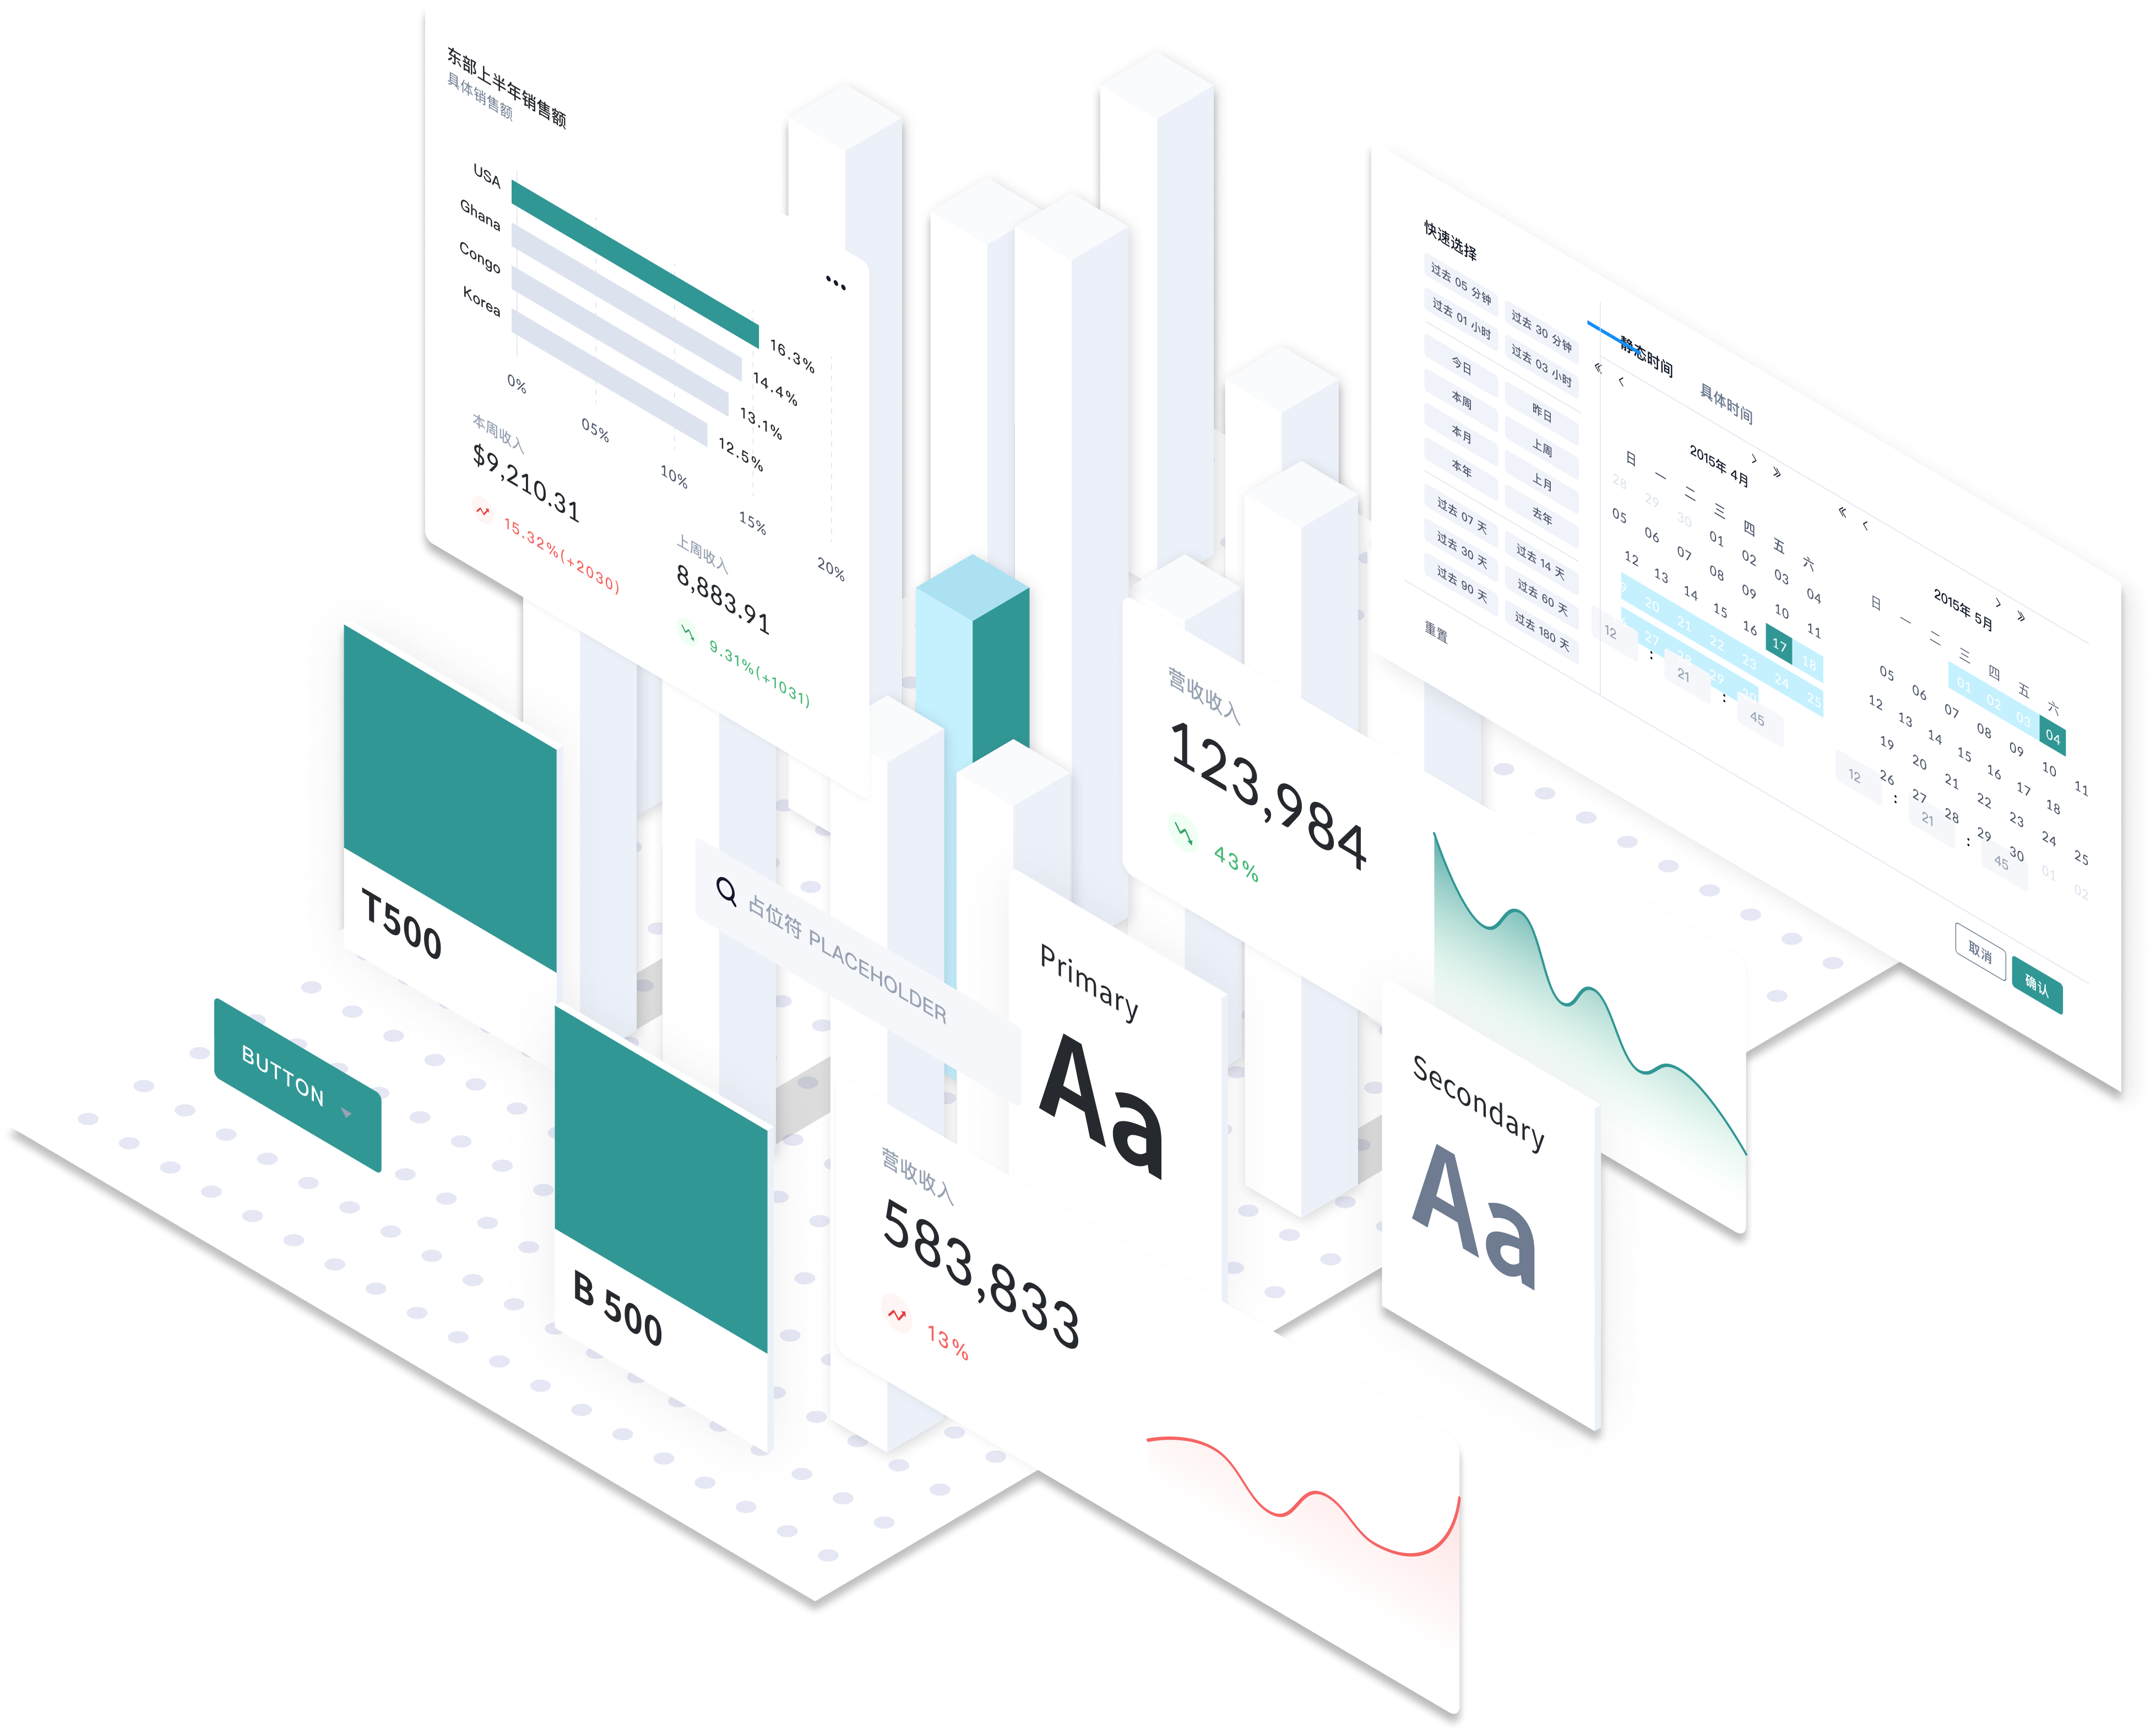 东部上半年销售额
具体销售额
USA
Ghana
Congo
Korea
16.3%
14.4%
13.1%
12.5%
0%
05%
10%
15%
20%
本周收入
$9,210.31
15.32%(+2030)
上周收入
8,883.91
9.31%(+1031)
快速选择
过去 05 分钟
过去 30 分钟
过去 01 小时
过去 03 小时
今日
昨日
本周
上周
本月
上月
本年
去年
过去 07 天
过去 14 天
过去 30 天
过去 60 天
过去 90 天
过去 180 天
重置
静态时间
具体时间
2015年 4月
日 一 二 三 四 五 六
28 29 30 01 02 03 04
05 06 07 08 09 10 11
12 13 14 15 16 17 18
20 21 22 23 24 25
27 28 29 30
12 : 21 : 45
2015年 5月
日 一 二 三 四 五 六
01 02 03 04
05 06 07 08 09 10 11
12 13 14 15 16 17 18
19 20 21 22 23 24 25
26 27 28 29 30 01 02
12 : 21 : 45
取消
确认
营收收入
123,984
43%
T500
占位符 PLACEHOLDER
BUTTON
B 500
Primary
Aa
Secondary
Aa
营收收入
583,833
13%